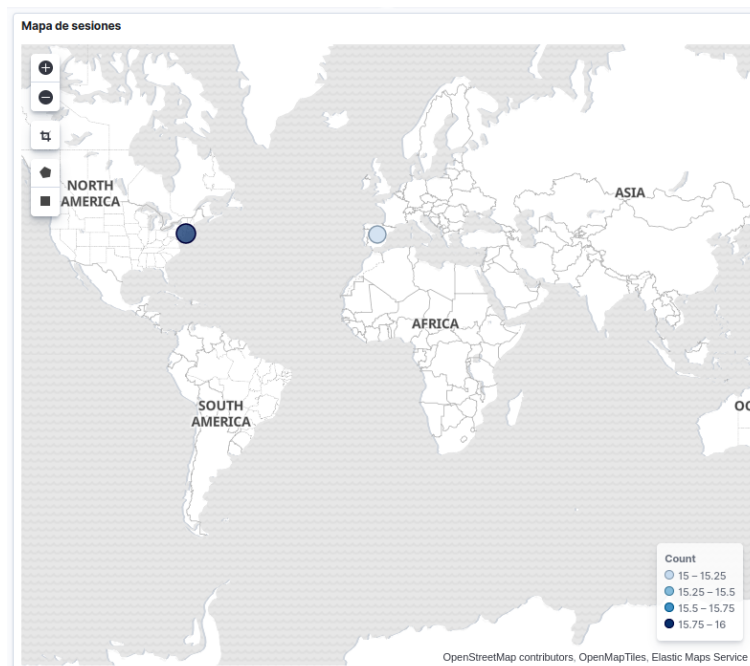 Mapa de sesiones
NORTH
AMERICA
ASIA
AFRICA
SOUTH
AMERICA
OC
Count
15 – 15.25
15.25 – 15.5
15.5 – 15.75
15.75 – 16
OpenStreetMap contributors, OpenMapTiles, Elastic Maps Service